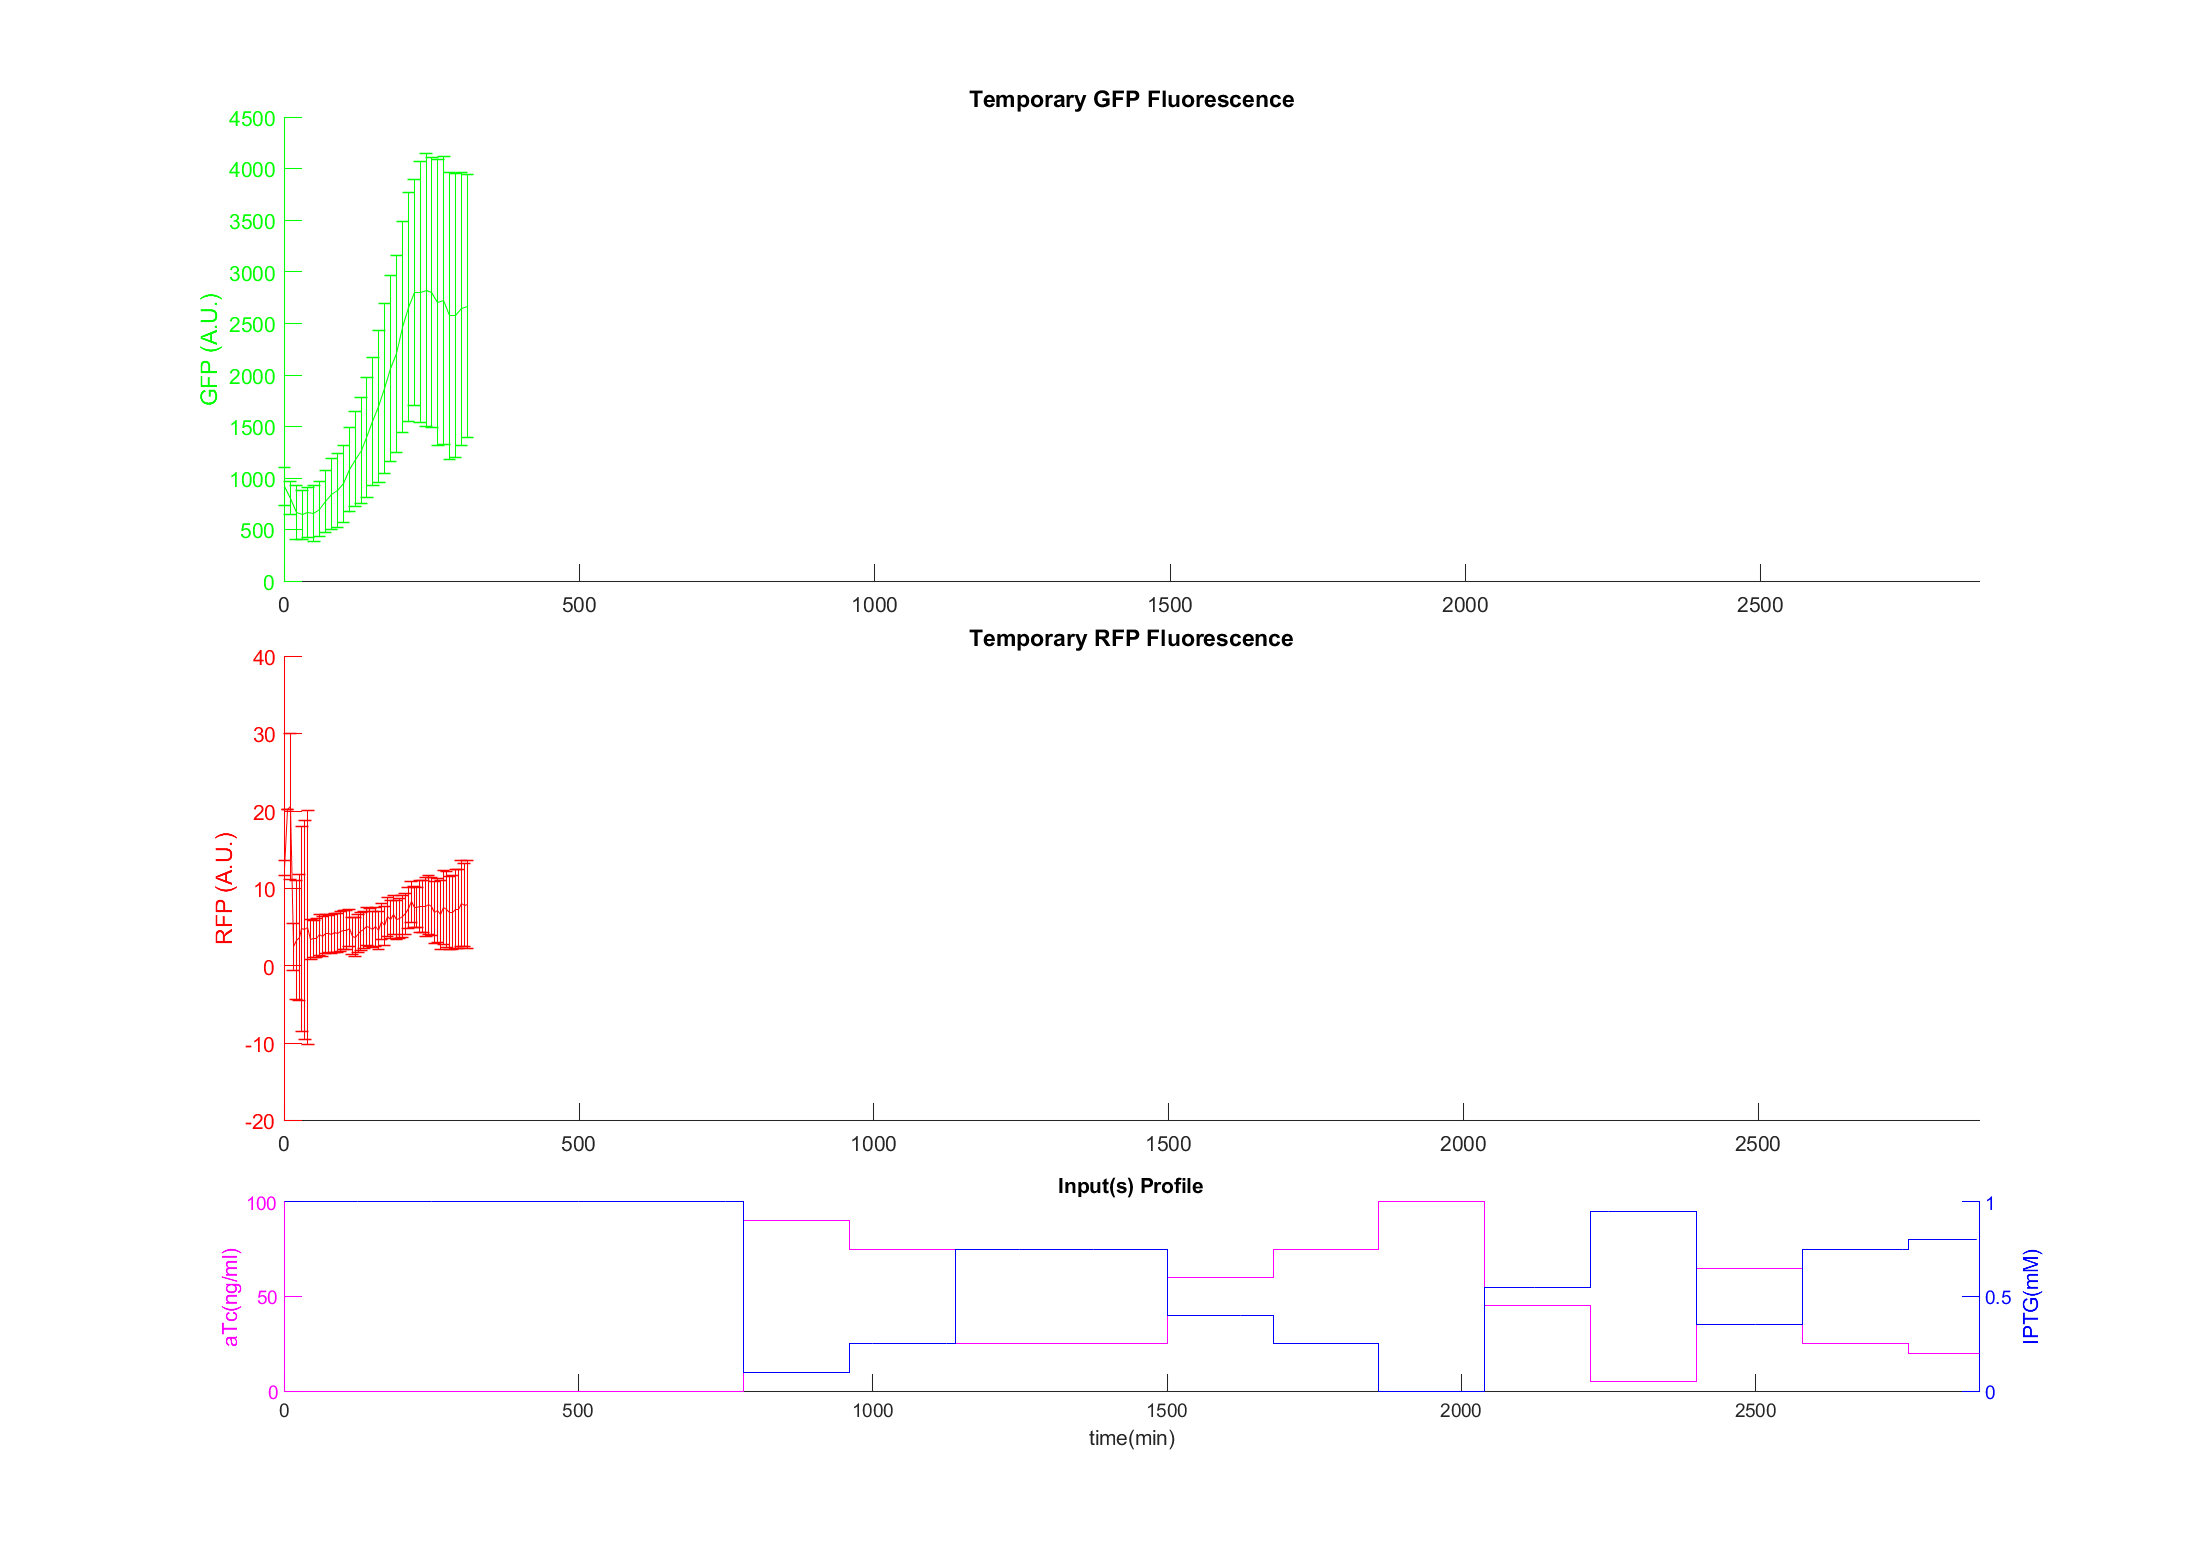 Temporary GFP Fluorescence
4500
4000
3500
3000
2500
2000
1500
1000
500
0
GFP (A.U.)
0 500 1000 1500 2000 2500
Temporary RFP Fluorescence
40
30
20
10
0
-10
-20
RFP (A.U.)
0 500 1000 1500 2000 2500
Input(s) Profile
100
50
0
aTc(ng/ml)
1
0.5
0
IPTG(mM)
0 500 1000 1500 2000 2500
time(min)